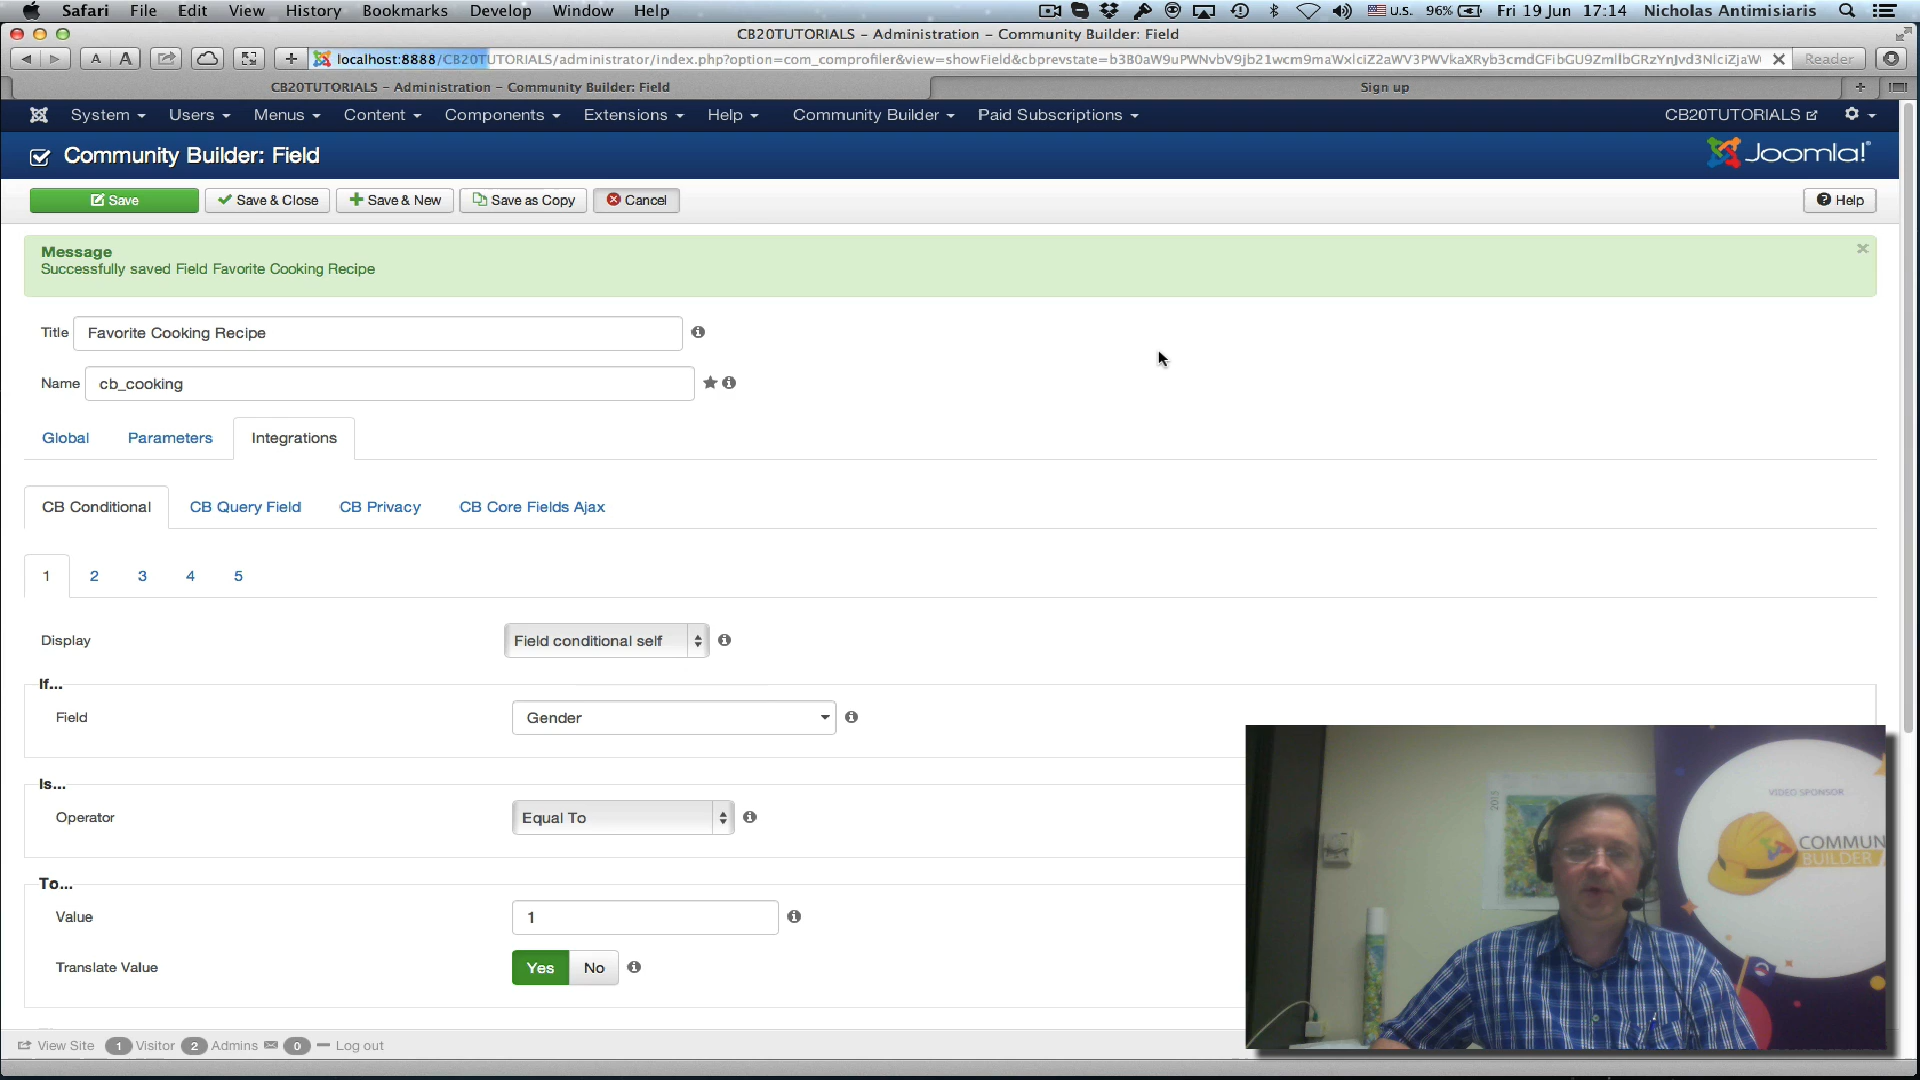 Safari File Edit View History Bookmarks Develop Window Help U.S. 96% Fri 19 Jun 17:14 Nicholas Antimisiaris
CB20TUTORIALS – Administration – Community Builder: Field
A A + localhost:8888/CB20TUTORIALS/administrator/index.php?option=com_comprofiler&view=showField&cbprevstate= Reader
CB20TUTORIALS – Administration – Community Builder: Field Sign up +
System Users Menus Content Components Extensions Help Community Builder Paid Subscriptions CB20TUTORIALS
Community Builder: Field Joomla!®
Save Save & Close Save & New Save as Copy Cancel Help
Message
Successfully saved Field Favorite Cooking Recipe
Title Favorite Cooking Recipe
Name cb_cooking
Global Parameters Integrations
CB Conditional CB Query Field CB Privacy CB Core Fields Ajax
1 2 3 4 5
Display Field conditional self
If...
Field Gender
Is...
Operator Equal To
To...
Value 1
Translate Value Yes No
View Site 1 Visitor 2 Admins 0 Log out
2015
VIDEO SPONSOR
COMMUN
BUILDER